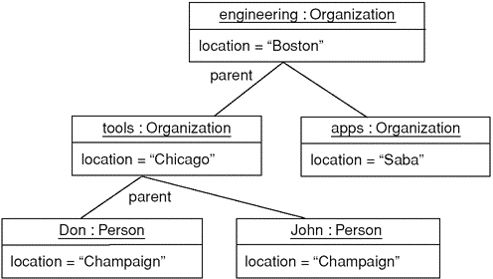 engineering : Organization
location = “Boston”
parent
tools : Organization
location = “Chicago”
apps : Organization
location = “Saba”
parent
Don : Person
location = “Champaign”
John : Person
location = “Champaign”